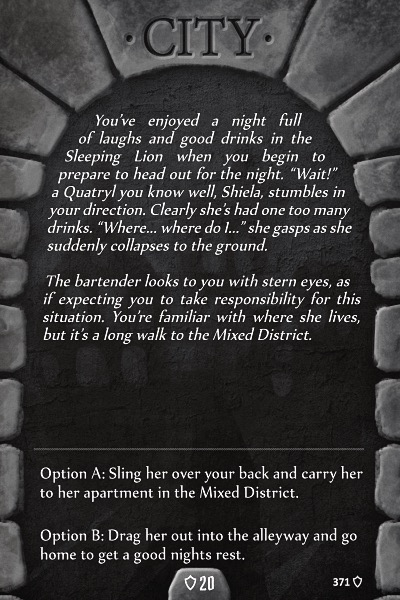 · CITY ·
You've enjoyed a night full
of laughs and good drinks in the
Sleeping Lion when you begin to
prepare to head out for the night. “Wait!”
a Quatryl you know well, Shiela, stumbles in
your direction. Clearly she's had one too many
drinks. “Where... where do I...” she gasps as she
suddenly collapses to the ground.
The bartender looks to you with stern eyes, as
if expecting you to take responsibility for this
situation. You're familiar with where she lives,
but it's a long walk to the Mixed District.
Option A: Sling her over your back and carry her
to her apartment in the Mixed District.
Option B: Drag her out into the alleyway and go
home to get a good nights rest.
20
371